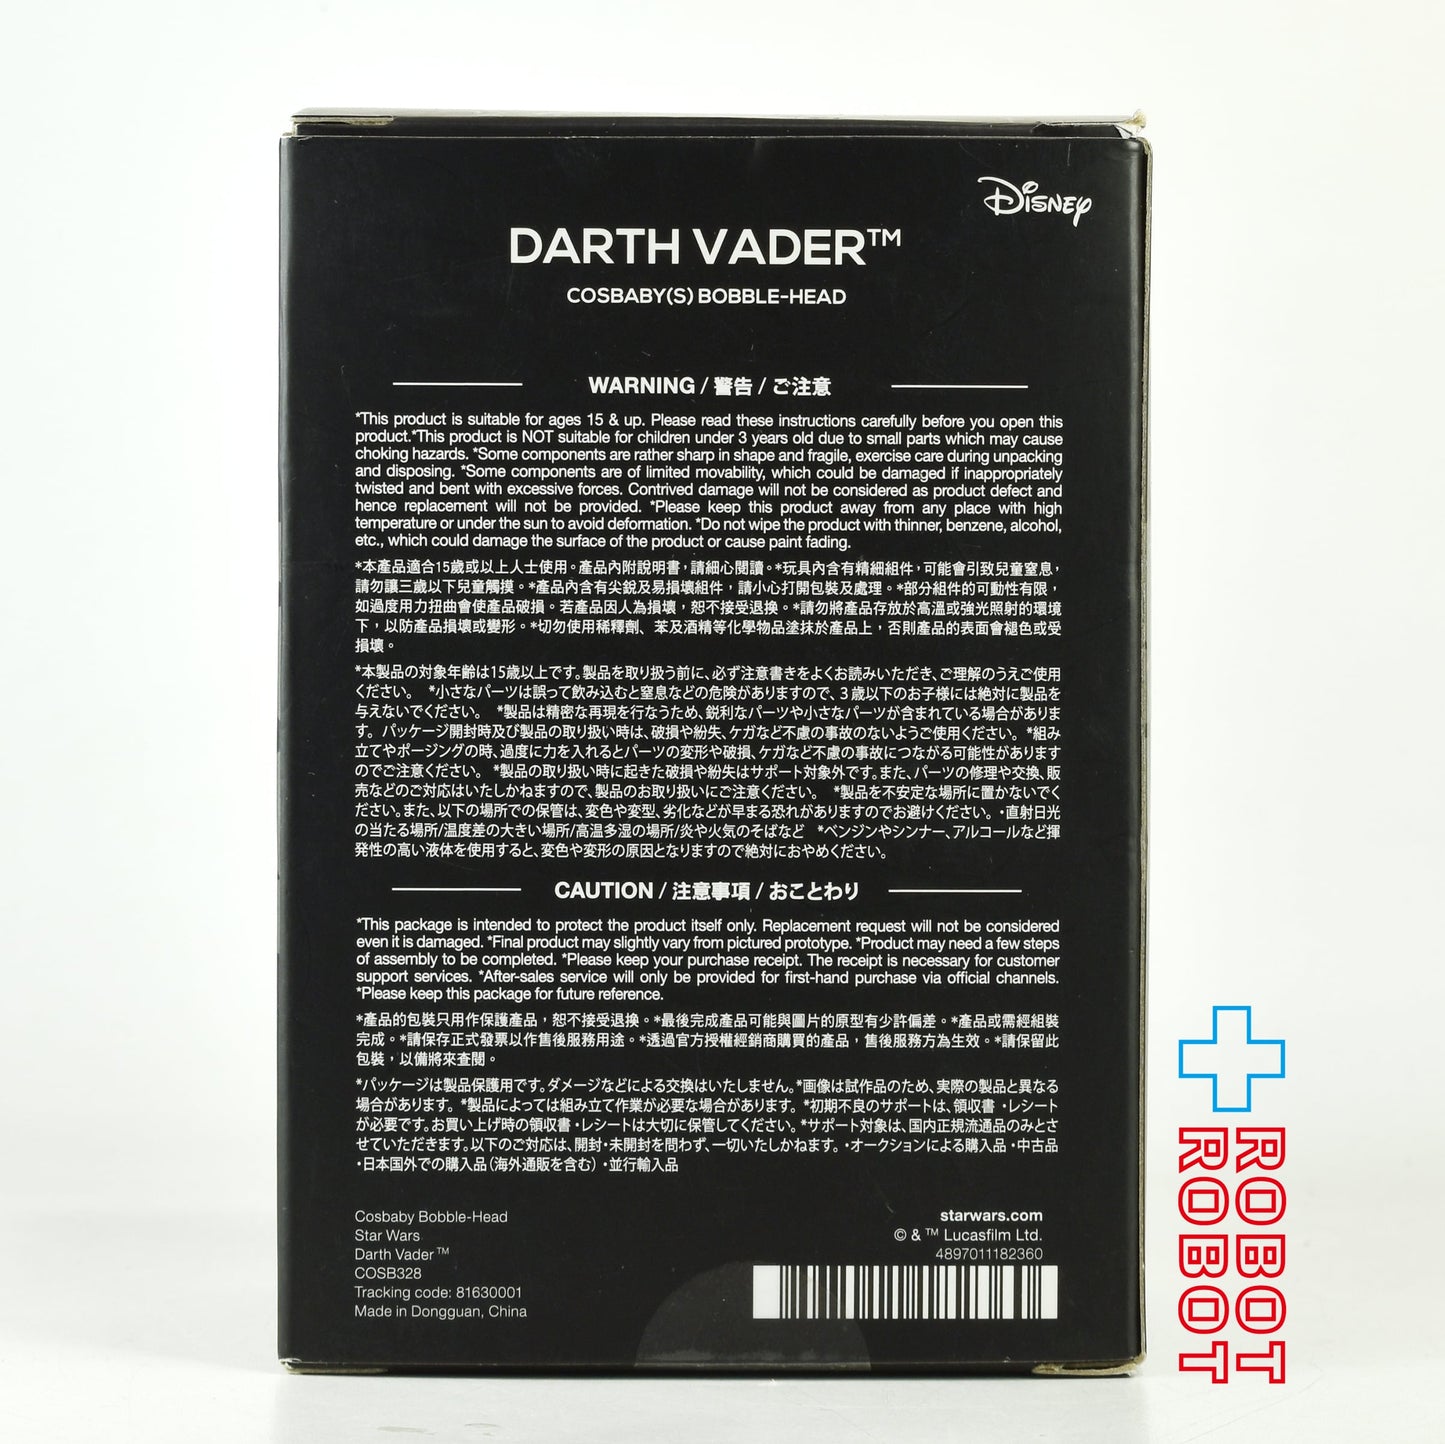 Disney
DARTH VADER™
COSBABY(S) BOBBLE-HEAD
WARNING / 警告 / ご注意
*This product is suitable for ages 15 & up. Please read these instructions carefully before you open this
product.*This product is NOT suitable for children under 3 years old due to small parts which may cause
choking hazards. *Some components are rather sharp in shape and fragile, exercise care during unpacking
and disposing. *Some components are of limited movability, which could be damaged if inappropriately
twisted and bent with excessive forces. Contrived damage will not be considered as product defect and
hence replacement will not be provided. *Please keep this product away from any place with high
temperature or under the sun to avoid deformation. *Do not wipe the product with thinner, benzene, alcohol,
etc., which could damage the surface of the product or cause paint fading.
*本產品適合15歲或以上人士使用。產品內附說明書，請細心閱讀。*玩具內含有精細組件，可能會引致兒童窒息，
請勿讓三歲以下兒童觸摸。*產品內含有尖銳及易損壞組件，請小心打開包裝及處理。*部分組件的可動性有限，
如過度用力扭曲會使產品破損。若產品因人為損壞，恕不接受退換。*請勿將產品存放於高溫或強光照射的環境
下，以防產品損壞或變形。*切勿使用稀釋劑、苯及酒精等化學物品塗抹於產品上，否則產品的表面會褪色或受
損壞。
*本製品の対象年齢は15歳以上です。製品を取り扱う前に、必ず注意書きをよくお読みいただき、ご理解のうえご使用
ください。 *小さなパーツは誤って飲み込むと窒息などの危険がありますので、３歳以下のお子様には絶対に製品を
与えないでください。 *製品は精密な再現を行なうため、鋭利なパーツや小さなパーツが含まれている場合がありま
す。パッケージ開封時及び製品の取り扱い時は、破損や紛失、ケガなど不慮の事故のないようご使用ください。 *組み
立てやポージングの時、過度に力を入れるとパーツの変形や破損、ケガなど不慮の事故につながる可能性があります
のでご注意ください。 *製品の取り扱い時に起きた破損や紛失はサポート対象外です。また、パーツの修理や交換、販
売などのご対応はいたしかねますので、製品のお取り扱いにご注意ください。 *製品を不安定な場所に置かないでく
ださい。また、以下の場所での保管は、変色や変型、劣化などが早まる恐れがありますのでお避けください。・直射日光
の当たる場所/温度差の大きい場所/高温多湿の場所/炎や火気のそばなど *ベンジンやシンナー、アルコールなど揮
発性の高い液体を使用すると、変色や変形の原因となりますので絶対におやめください。
CAUTION / 注意事項 / おことわり
*This package is intended to protect the product itself only. Replacement request will not be considered
even it is damaged. *Final product may slightly vary from pictured prototype. *Product may need a few steps
of assembly to be completed. *Please keep your purchase receipt. The receipt is necessary for customer
support services. *After-sales service will only be provided for first-hand purchase via official channels.
*Please keep this package for future reference.
*產品的包裝只用作保護產品，恕不接受退換。*最後完成產品可能與圖片的原型有少許偏差。*產品或需經組裝
完成。*請保存正式發票以作售後服務用途。*透過官方授權經銷商購買的產品，售後服務方為生效。*請保留此
包裝，以備將來查閱。
*パッケージは製品保護用です。ダメージなどによる交換はいたしません。*画像は試作品のため、実際の製品と異なる
場合があります。*製品によっては組み立て作業が必要な場合があります。*初期不良のサポートは、領収書・レシート
が必要です。お買い上げ時の領収書・レシートは大切に保管してください。*サポート対象は、国内正規流通品のみとさ
せていただきます。以下のご対応は、開封・未開封を問わず、一切いたしかねます。・オークションによる購入品・中古品
・日本国外での購入品（海外通販を含む）・並行輸入品
Cosbaby Bobble-Head
Star Wars
Darth Vader™
COSB328
Tracking code: 81630001
Made in Dongguan, China
starwars.com
© & ™ Lucasfilm Ltd.
4897011182360
ROBOT
ROBOT